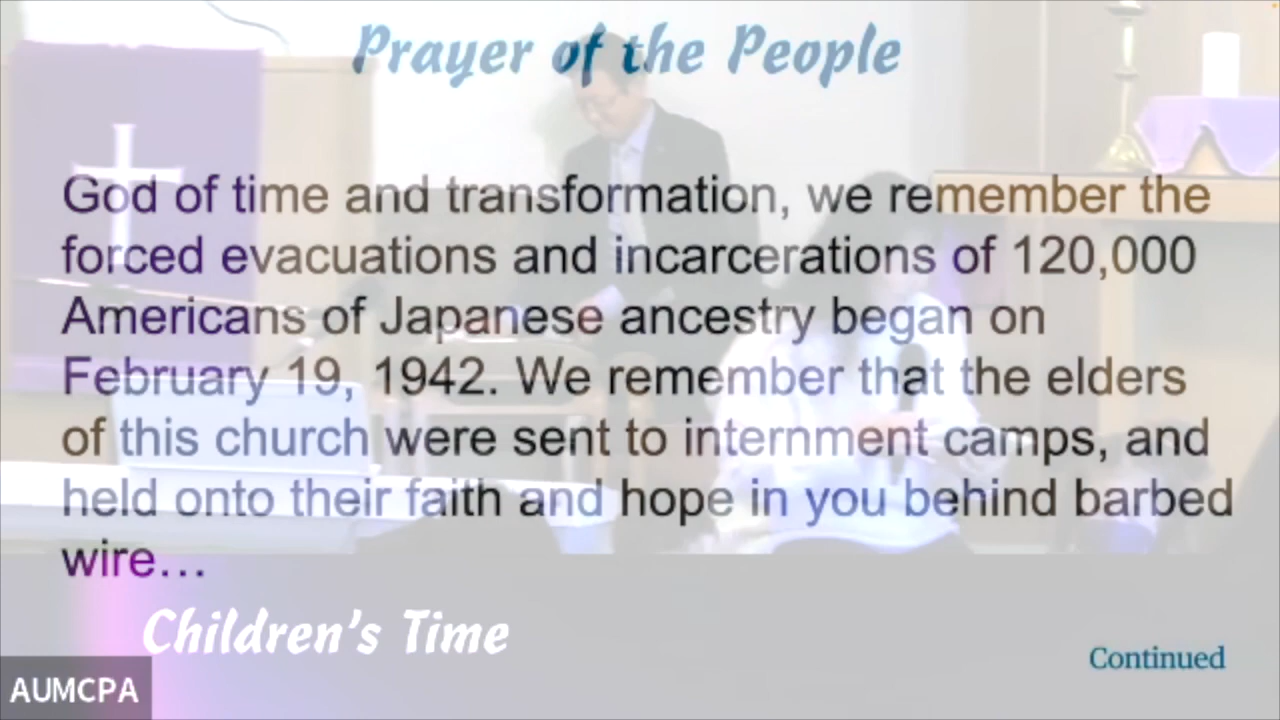 Prayer of the People
God of time and transformation, we remember the
forced evacuations and incarcerations of 120,000
Americans of Japanese ancestry began on
February 19, 1942. We remember that the elders
of this church were sent to internment camps, and
held onto their faith and hope in you behind barbed
wire…
Children's Time
Continued
AUMCPA